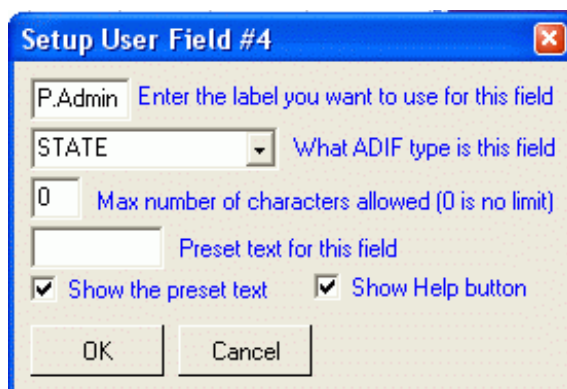 Setup User Field #4
P.Admin Enter the label you want to use for this field
STATE What ADIF type is this field
0 Max number of characters allowed (0 is no limit)
Preset text for this field
Show the preset text Show Help button
OK Cancel